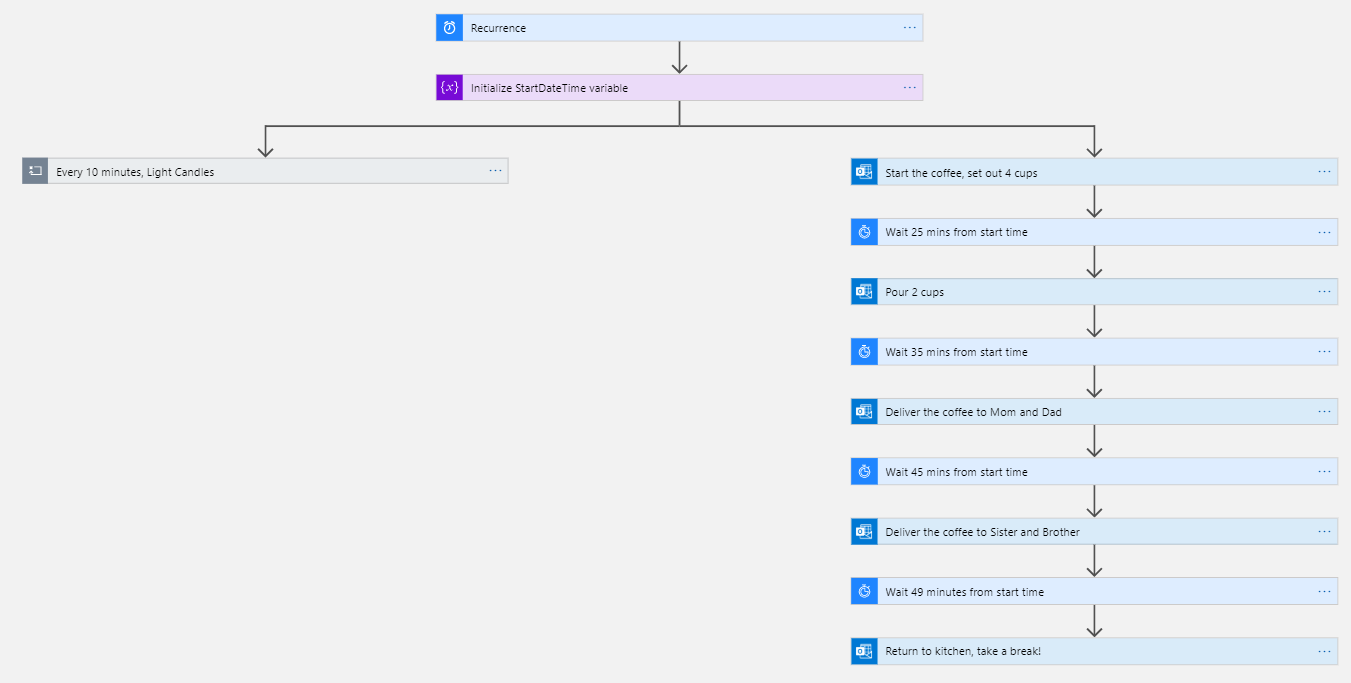 Recurrence
{x} Initialize StartDateTime variable
Every 10 minutes, Light Candles
Start the coffee, set out 4 cups
Wait 25 mins from start time
Pour 2 cups
Wait 35 mins from start time
Deliver the coffee to Mom and Dad
Wait 45 mins from start time
Deliver the coffee to Sister and Brother
Wait 49 minutes from start time
Return to kitchen, take a break!